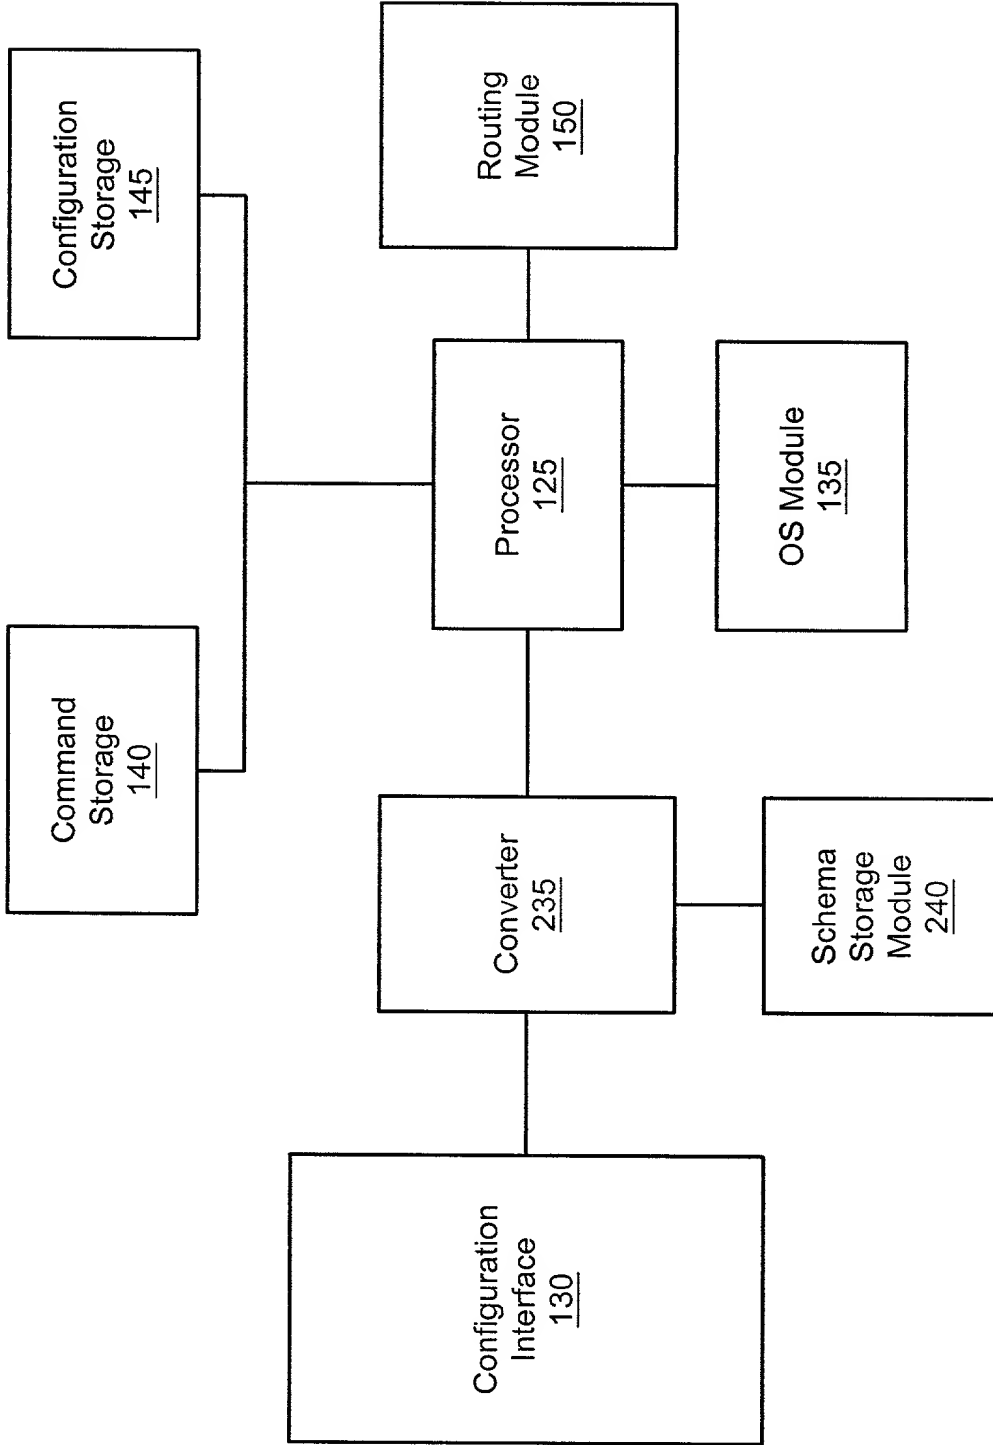 Command
Storage
140
Configuration
Storage
145
Configuration
Interface
130
Converter
235
Processor
125
Routing
Module
150
Schema
Storage
Module
240
OS Module
135